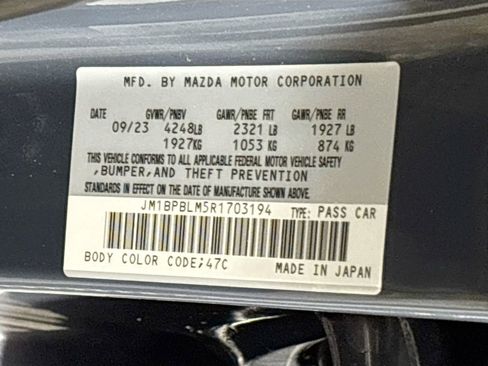 MFD. BY MAZDA MOTOR CORPORATION
DATE GVWR/PNBV GAWR/PNBE FRT GAWR/PNBE RR
09/23 4248LB 2321 LB 1927 LB
1927KG 1053 KG 874 KG
THIS VEHICLE CONFORMS TO ALL APPLICABLE FEDERAL MOTOR VEHICLE SAFETY
,BUMPER,AND THEFT PREVENTION
STANDARDS IN EFFECT ON THE DATE OF MANUFACTURE SHOWN ABOVE.
JM1BPBLM5R1703194 TYPE: PASS CAR
BODY COLOR CODE;47C MADE IN JAPAN